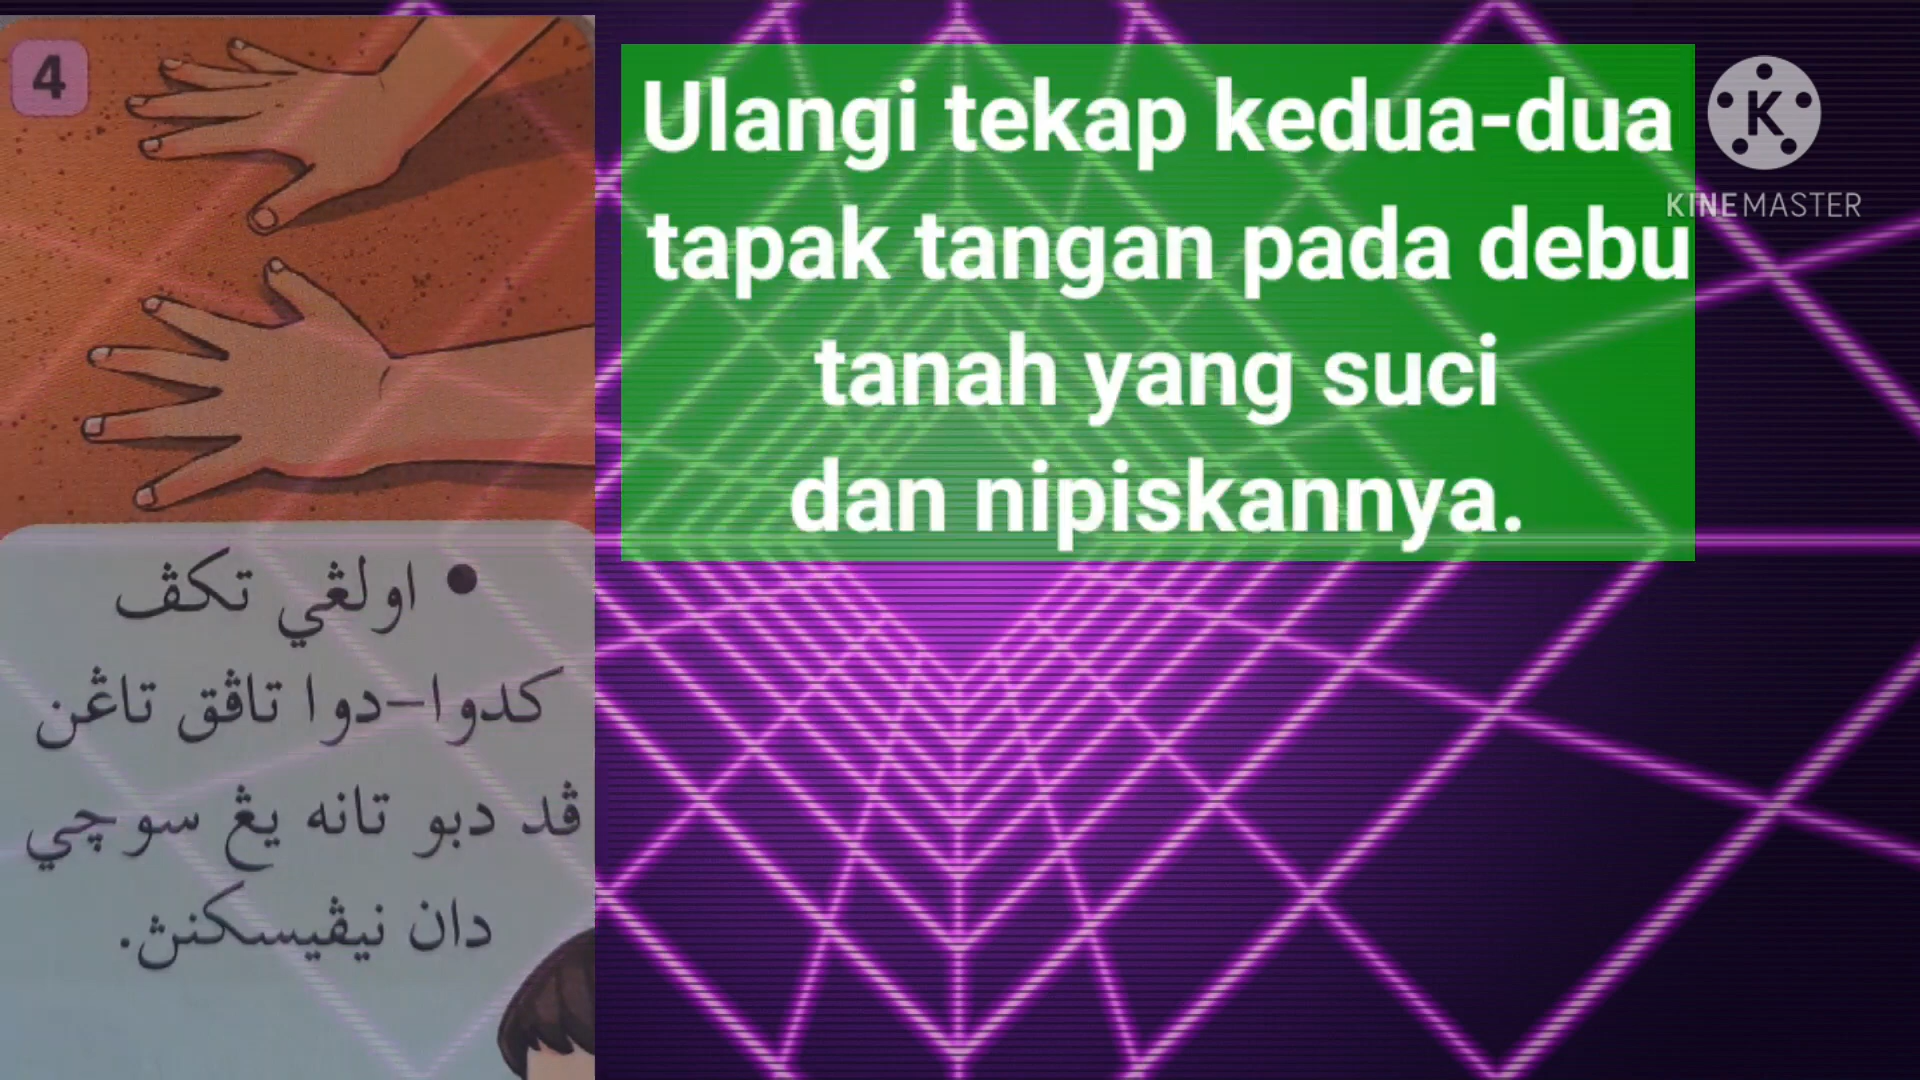 4
اولڠي تکڤ
کدوا-دوا تاڤق تاڠن
ڤد دبو تانه يڠ سوچي
دان نيڤيسکنڽ.
Ulangi tekap kedua-dua
tapak tangan pada debu
tanah yang suci
dan nipiskannya.
K
KINEMASTER